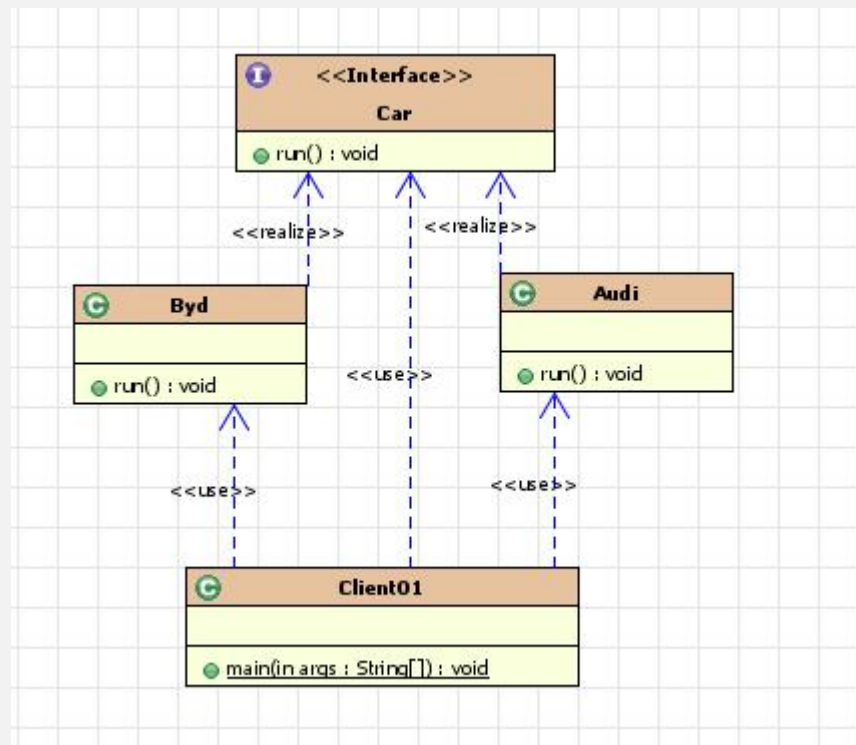 I
<<Interface>>
Car
run() : void
<<realize>>
<<realize>>
C Byd
run() : void
C Audi
run() : void
<<use>>
<<use>>
<<use>>
C Client01
main(in args : String[]) : void